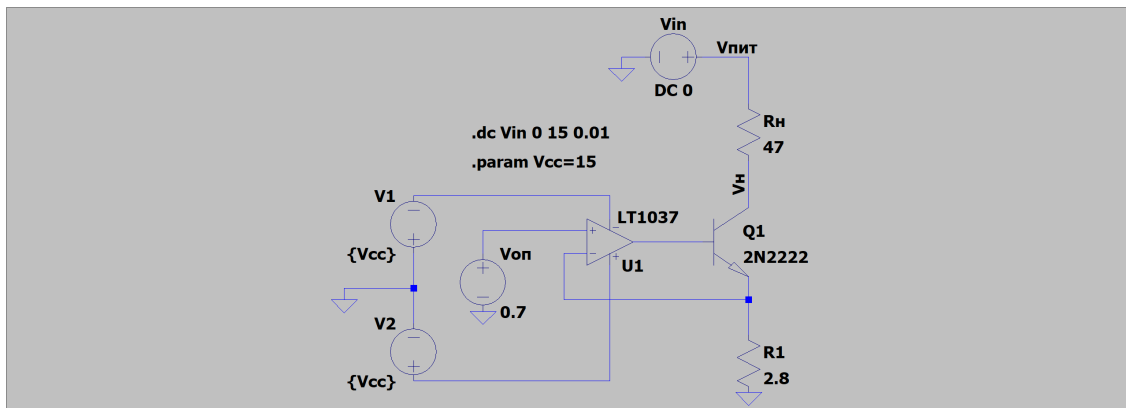 Vin
Vпит
DC 0
Rн
47
.dc Vin 0 15 0.01
.param Vcc=15
Vн
V1
{Vcc}
LT1037
U1
Vоп
0.7
Q1
2N2222
V2
{Vcc}
R1
2.8